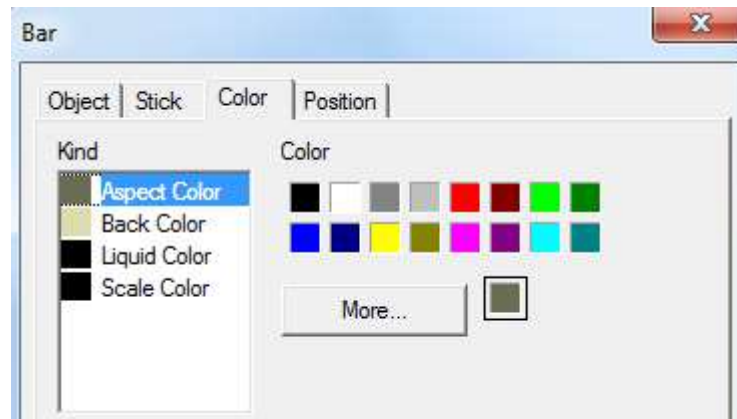 Bar
Object Stick Color Position
Kind
Color
Aspect Color
Back Color
Liquid Color
Scale Color
More...